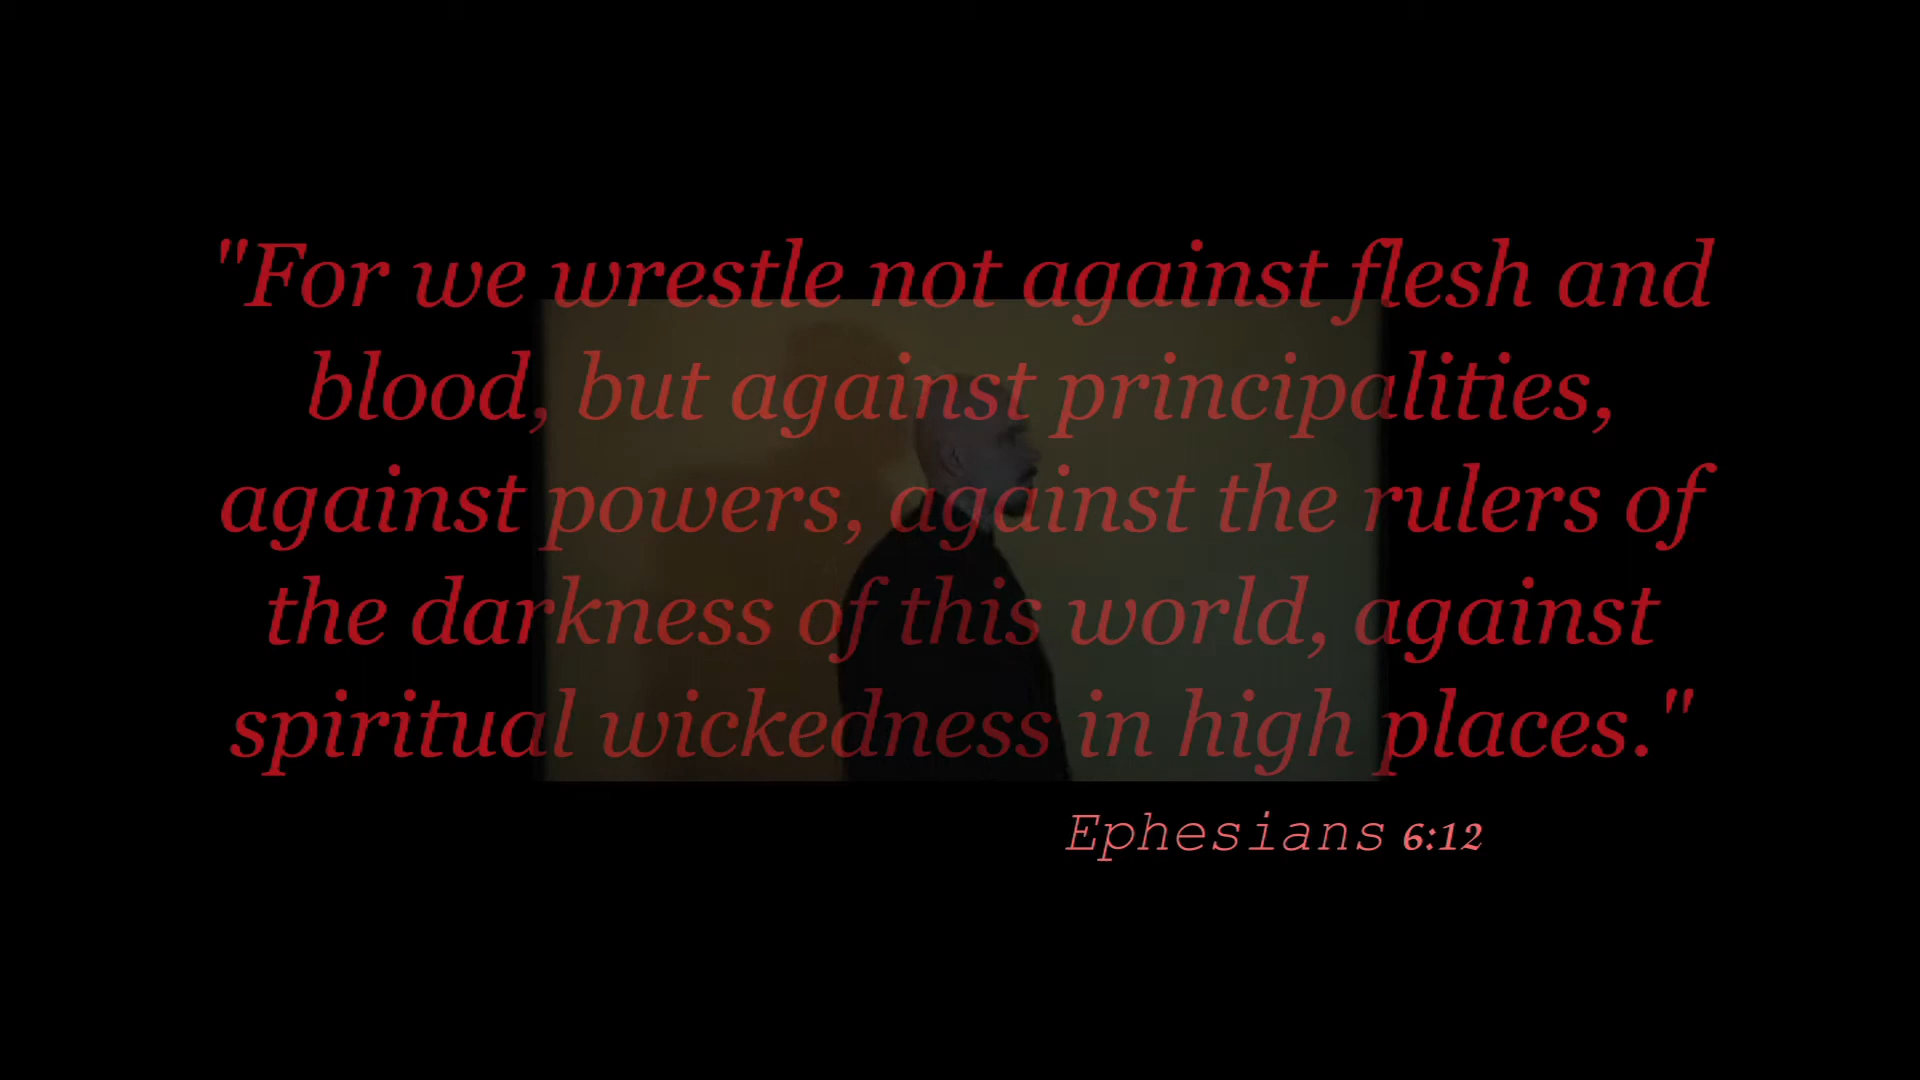 "For we wrestle not against flesh and
blood, but against principalities,
against powers, against the rulers of
the darkness of this world, against
spiritual wickedness in high places."
Ephesians 6:12